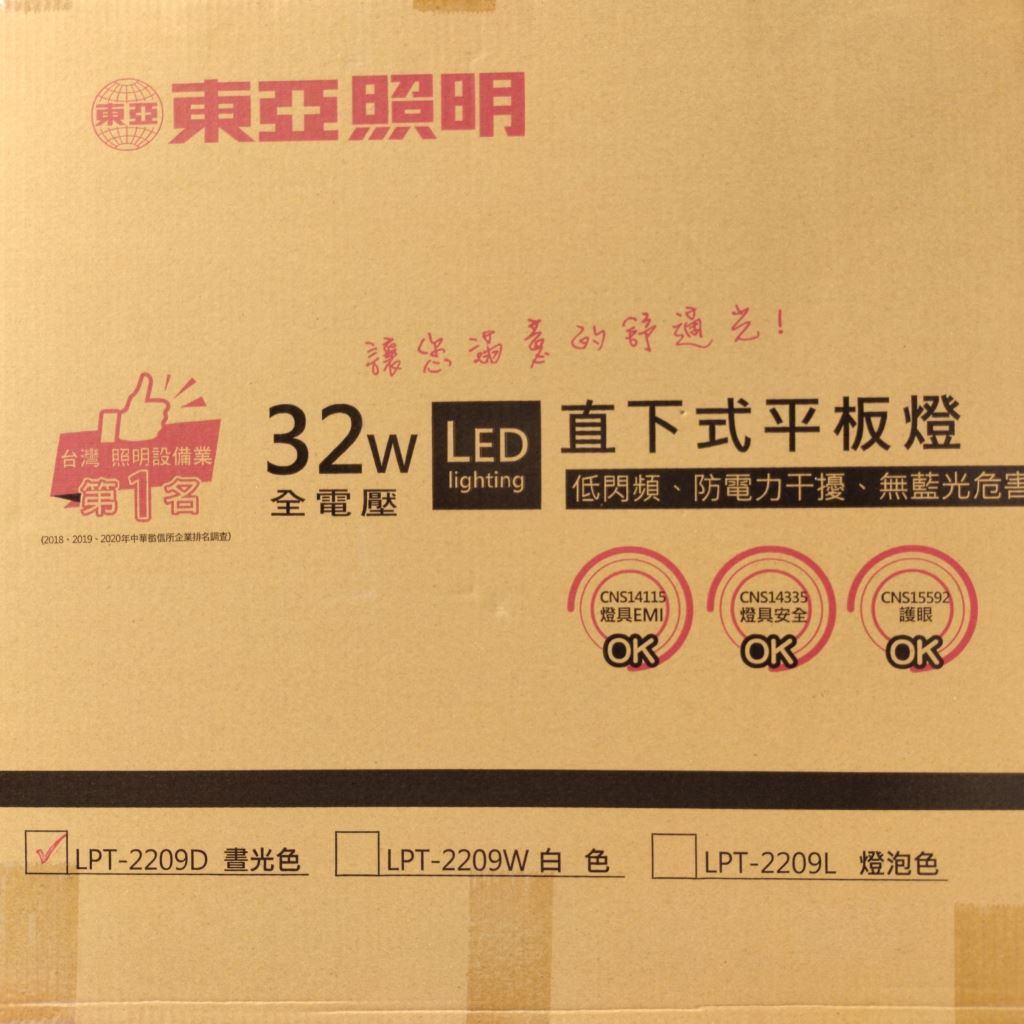 東亞 東亞照明
讓您滿意的舒適光!
台灣 照明設備業
第1名
(2018、2019、2020年中華徵信所企業排名調查)
32W
全電壓
LED
lighting
直下式平板燈
低閃頻、防電力干擾、無藍光危害
CNS14115
燈具EMI
OK
CNS14335
燈具安全
OK
CNS15592
護眼
OK
LPT-2209D 晝光色
LPT-2209W 白 色
LPT-2209L 燈泡色